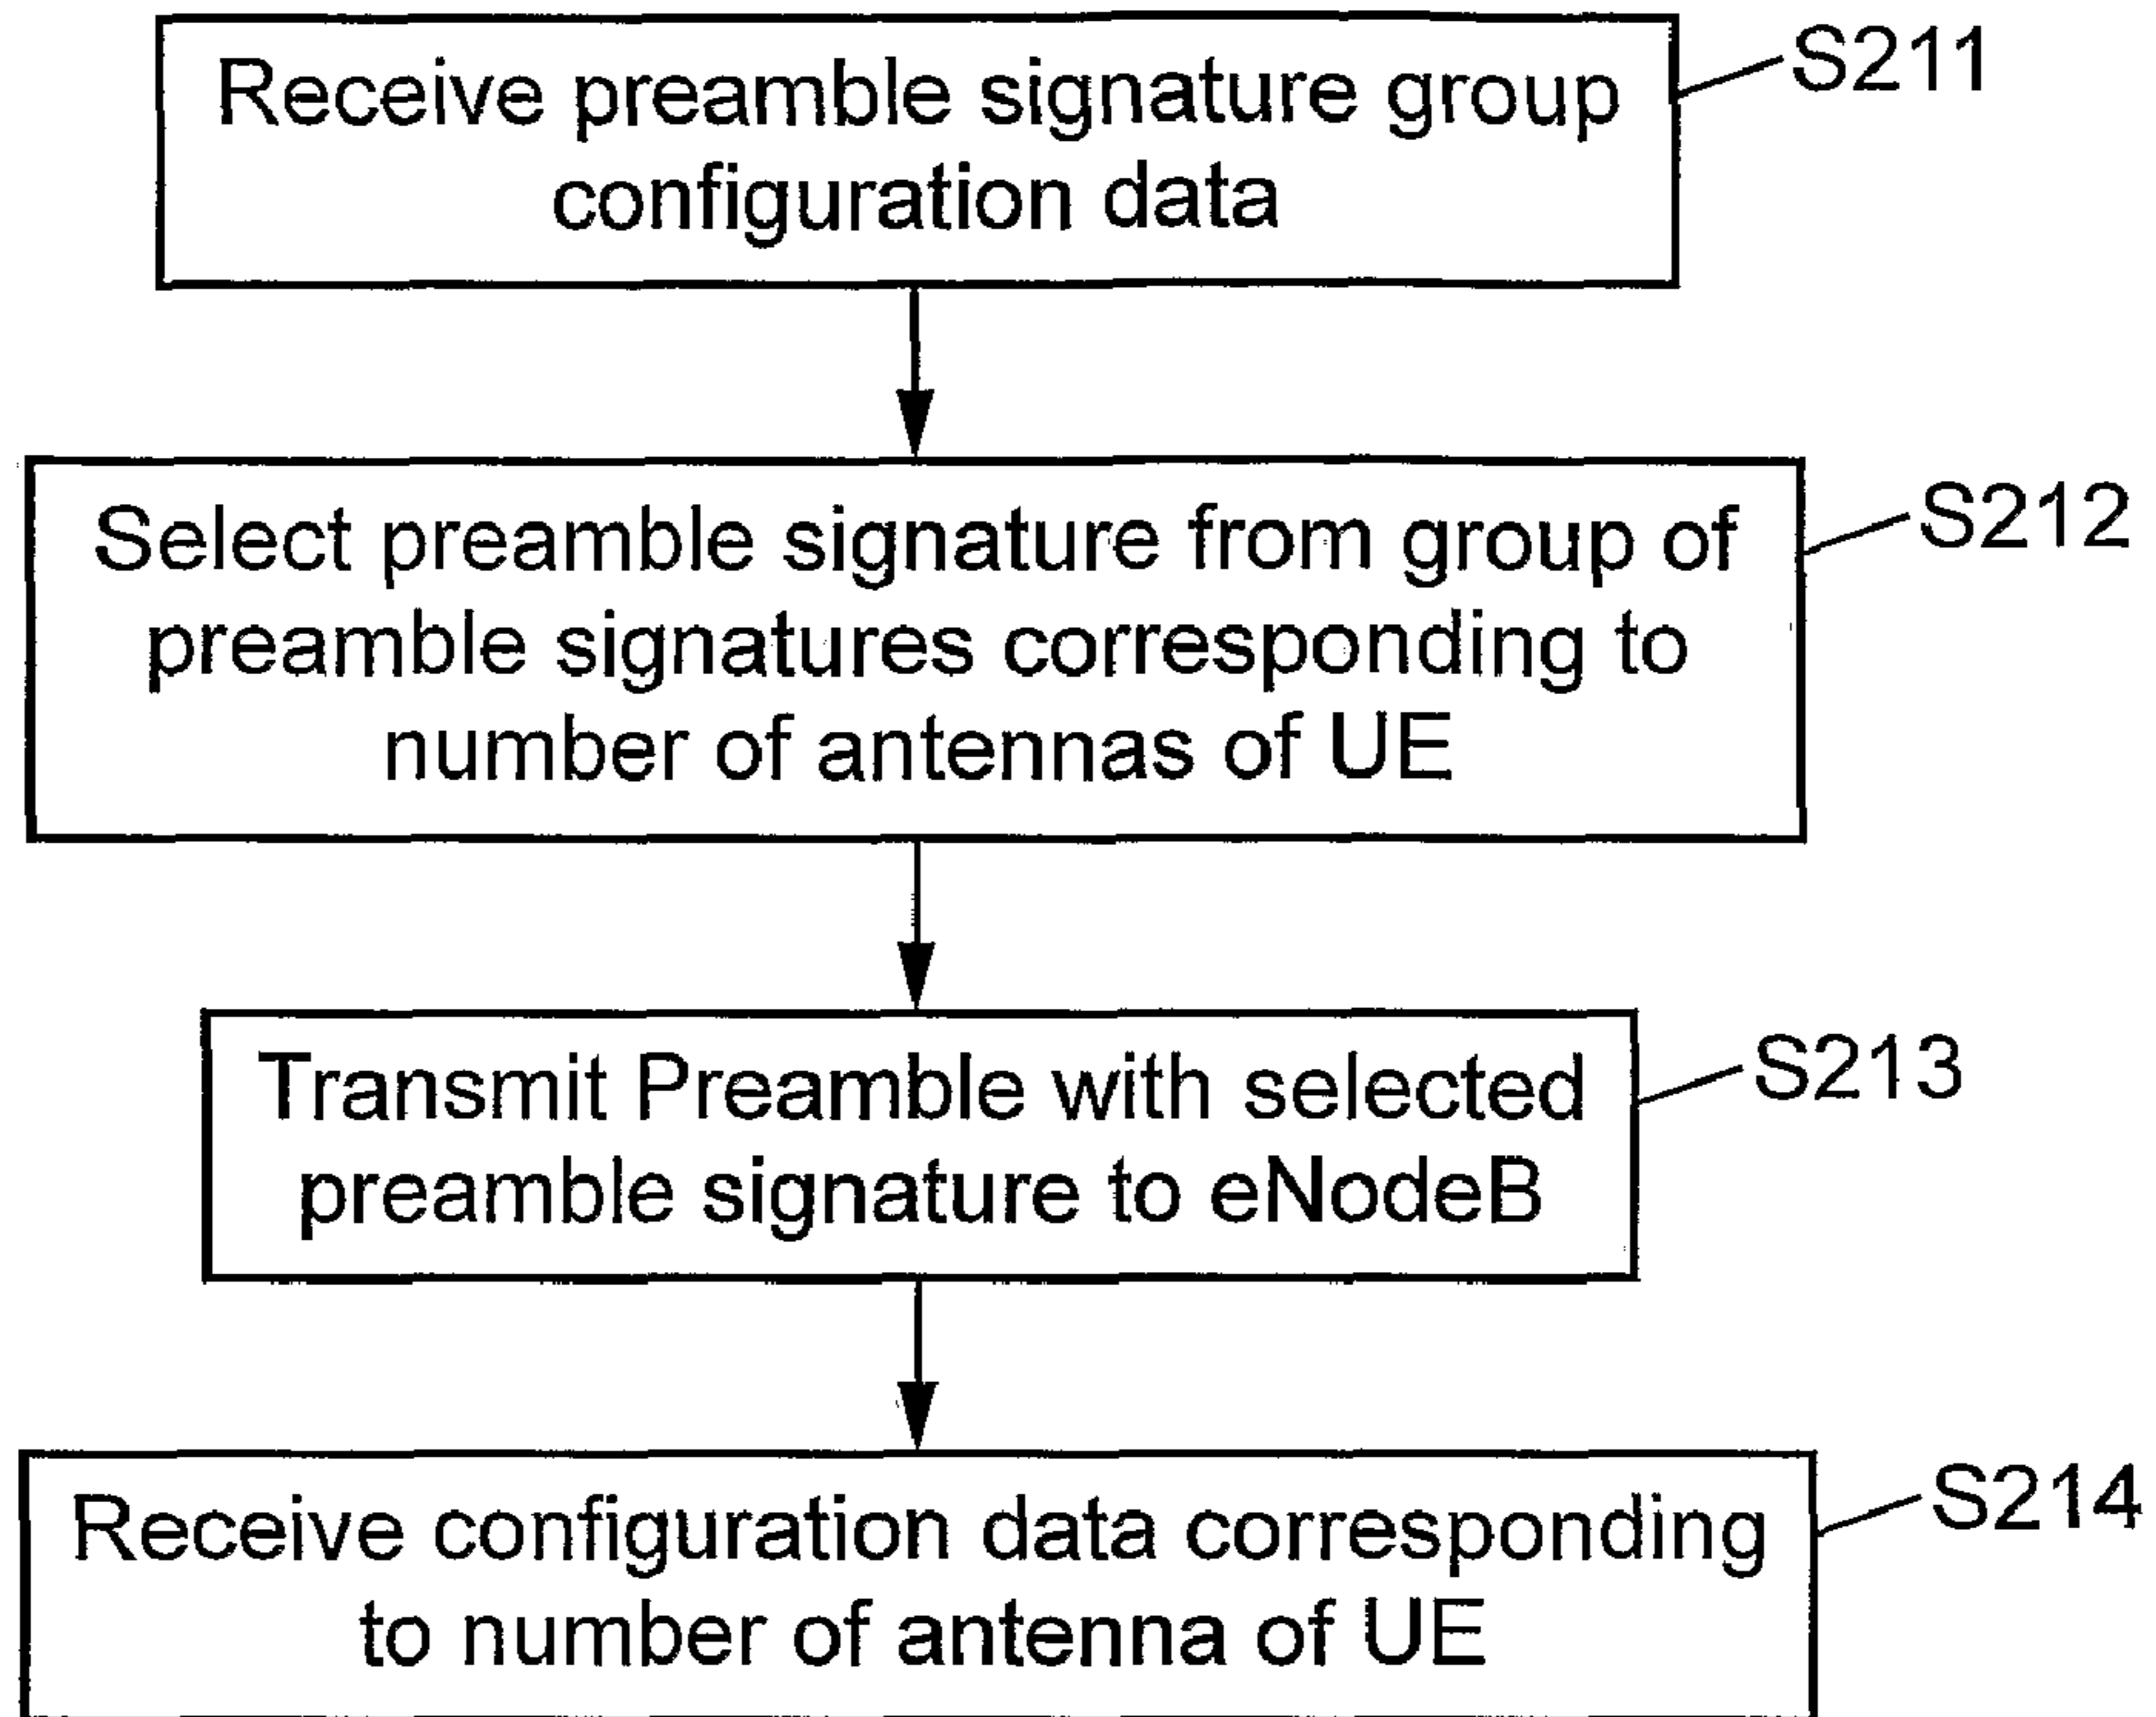 Receive preamble signature group
configuration data
S211
Select preamble signature from group of
preamble signatures corresponding to
number of antennas of UE
S212
Transmit Preamble with selected
preamble signature to eNodeB
S213
Receive configuration data corresponding
to number of antenna of UE
S214